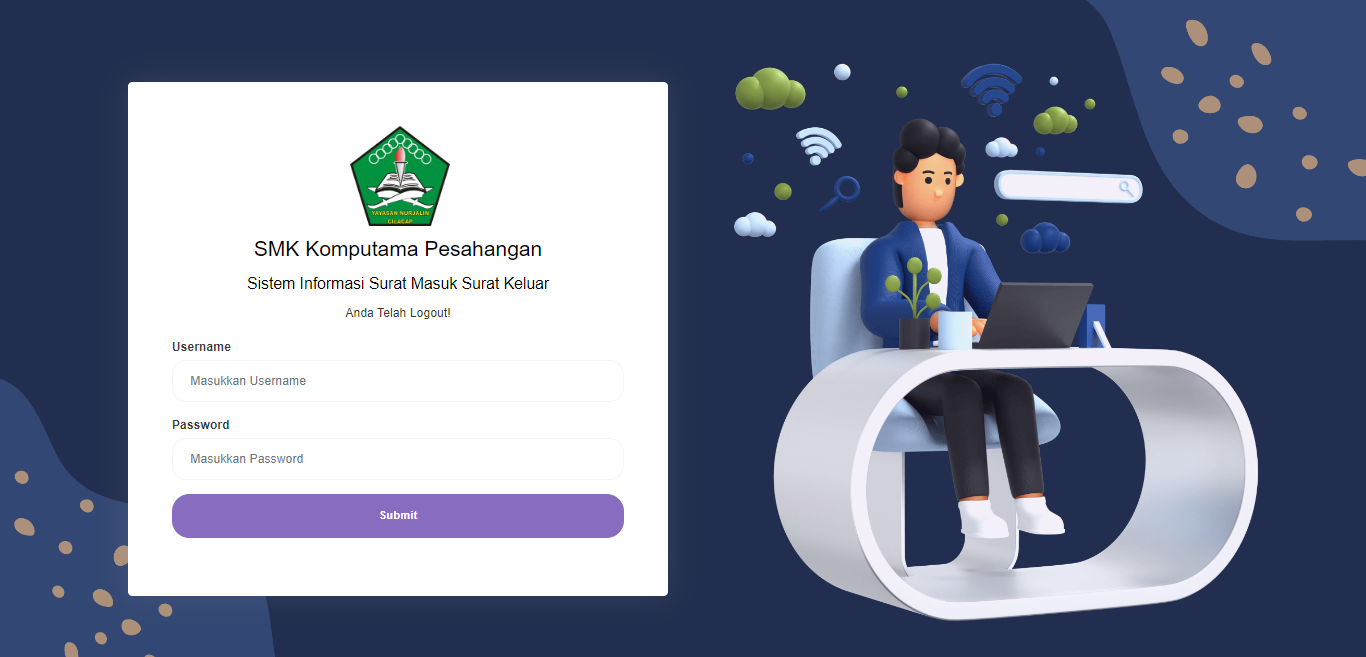 YAYASAN NURJALIN
CILACAP
SMK Komputama Pesahangan
Sistem Informasi Surat Masuk Surat Keluar
Anda Telah Logout!
Username
Masukkan Username
Password
Masukkan Password
Submit